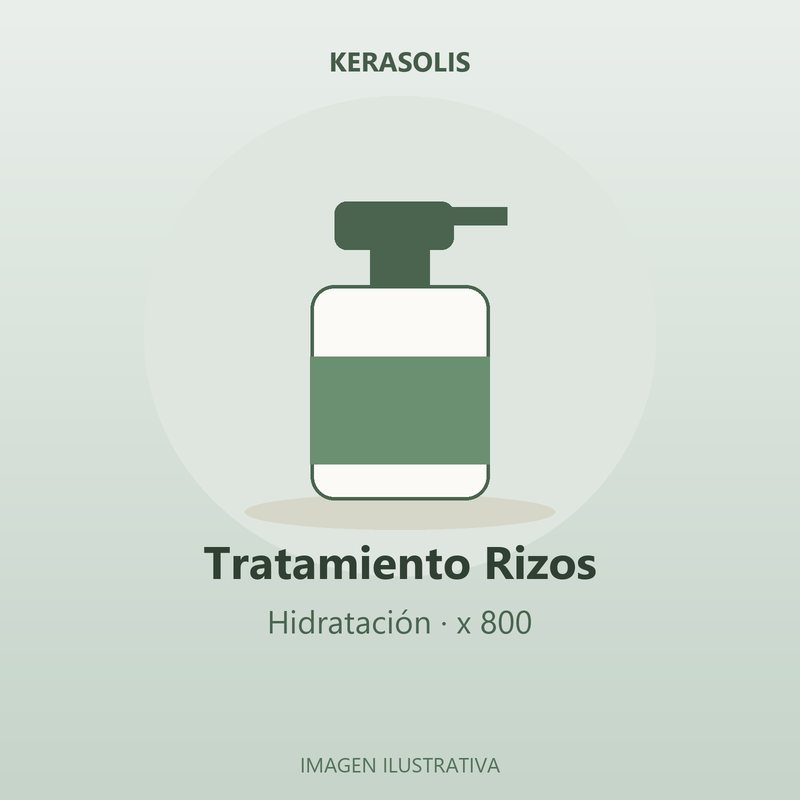 KERASOLIS
Tratamiento Rizos
Hidratación · x 800
IMAGEN ILUSTRATIVA